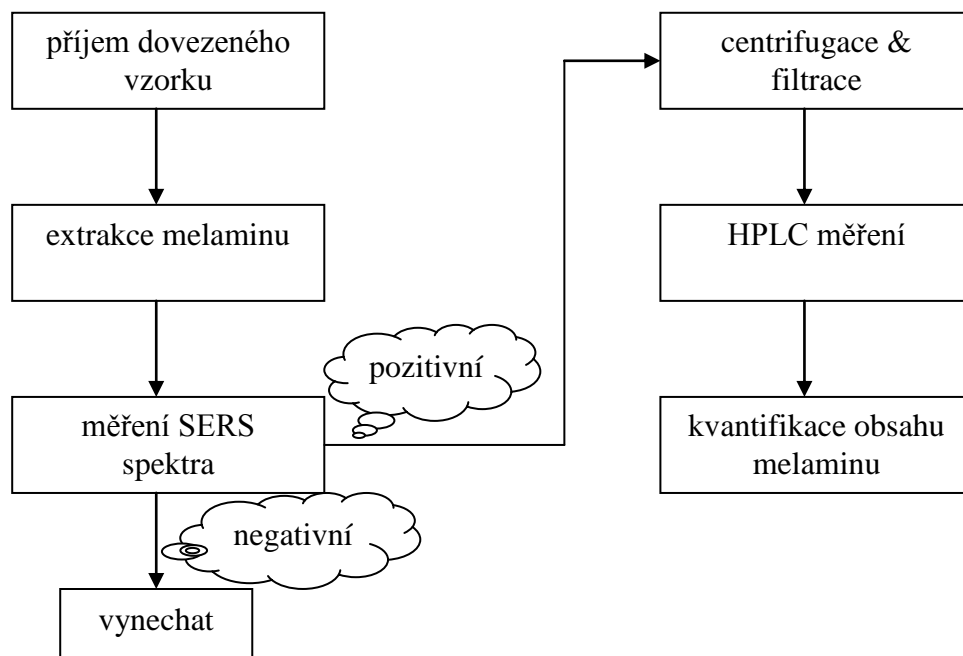 příjem dovezeného
vzorku
extrakce melaminu
měření SERS
spektra
negativní
vynechat
pozitivní
centrifugace &
filtrace
HPLC měření
kvantifikace obsahu
melaminu